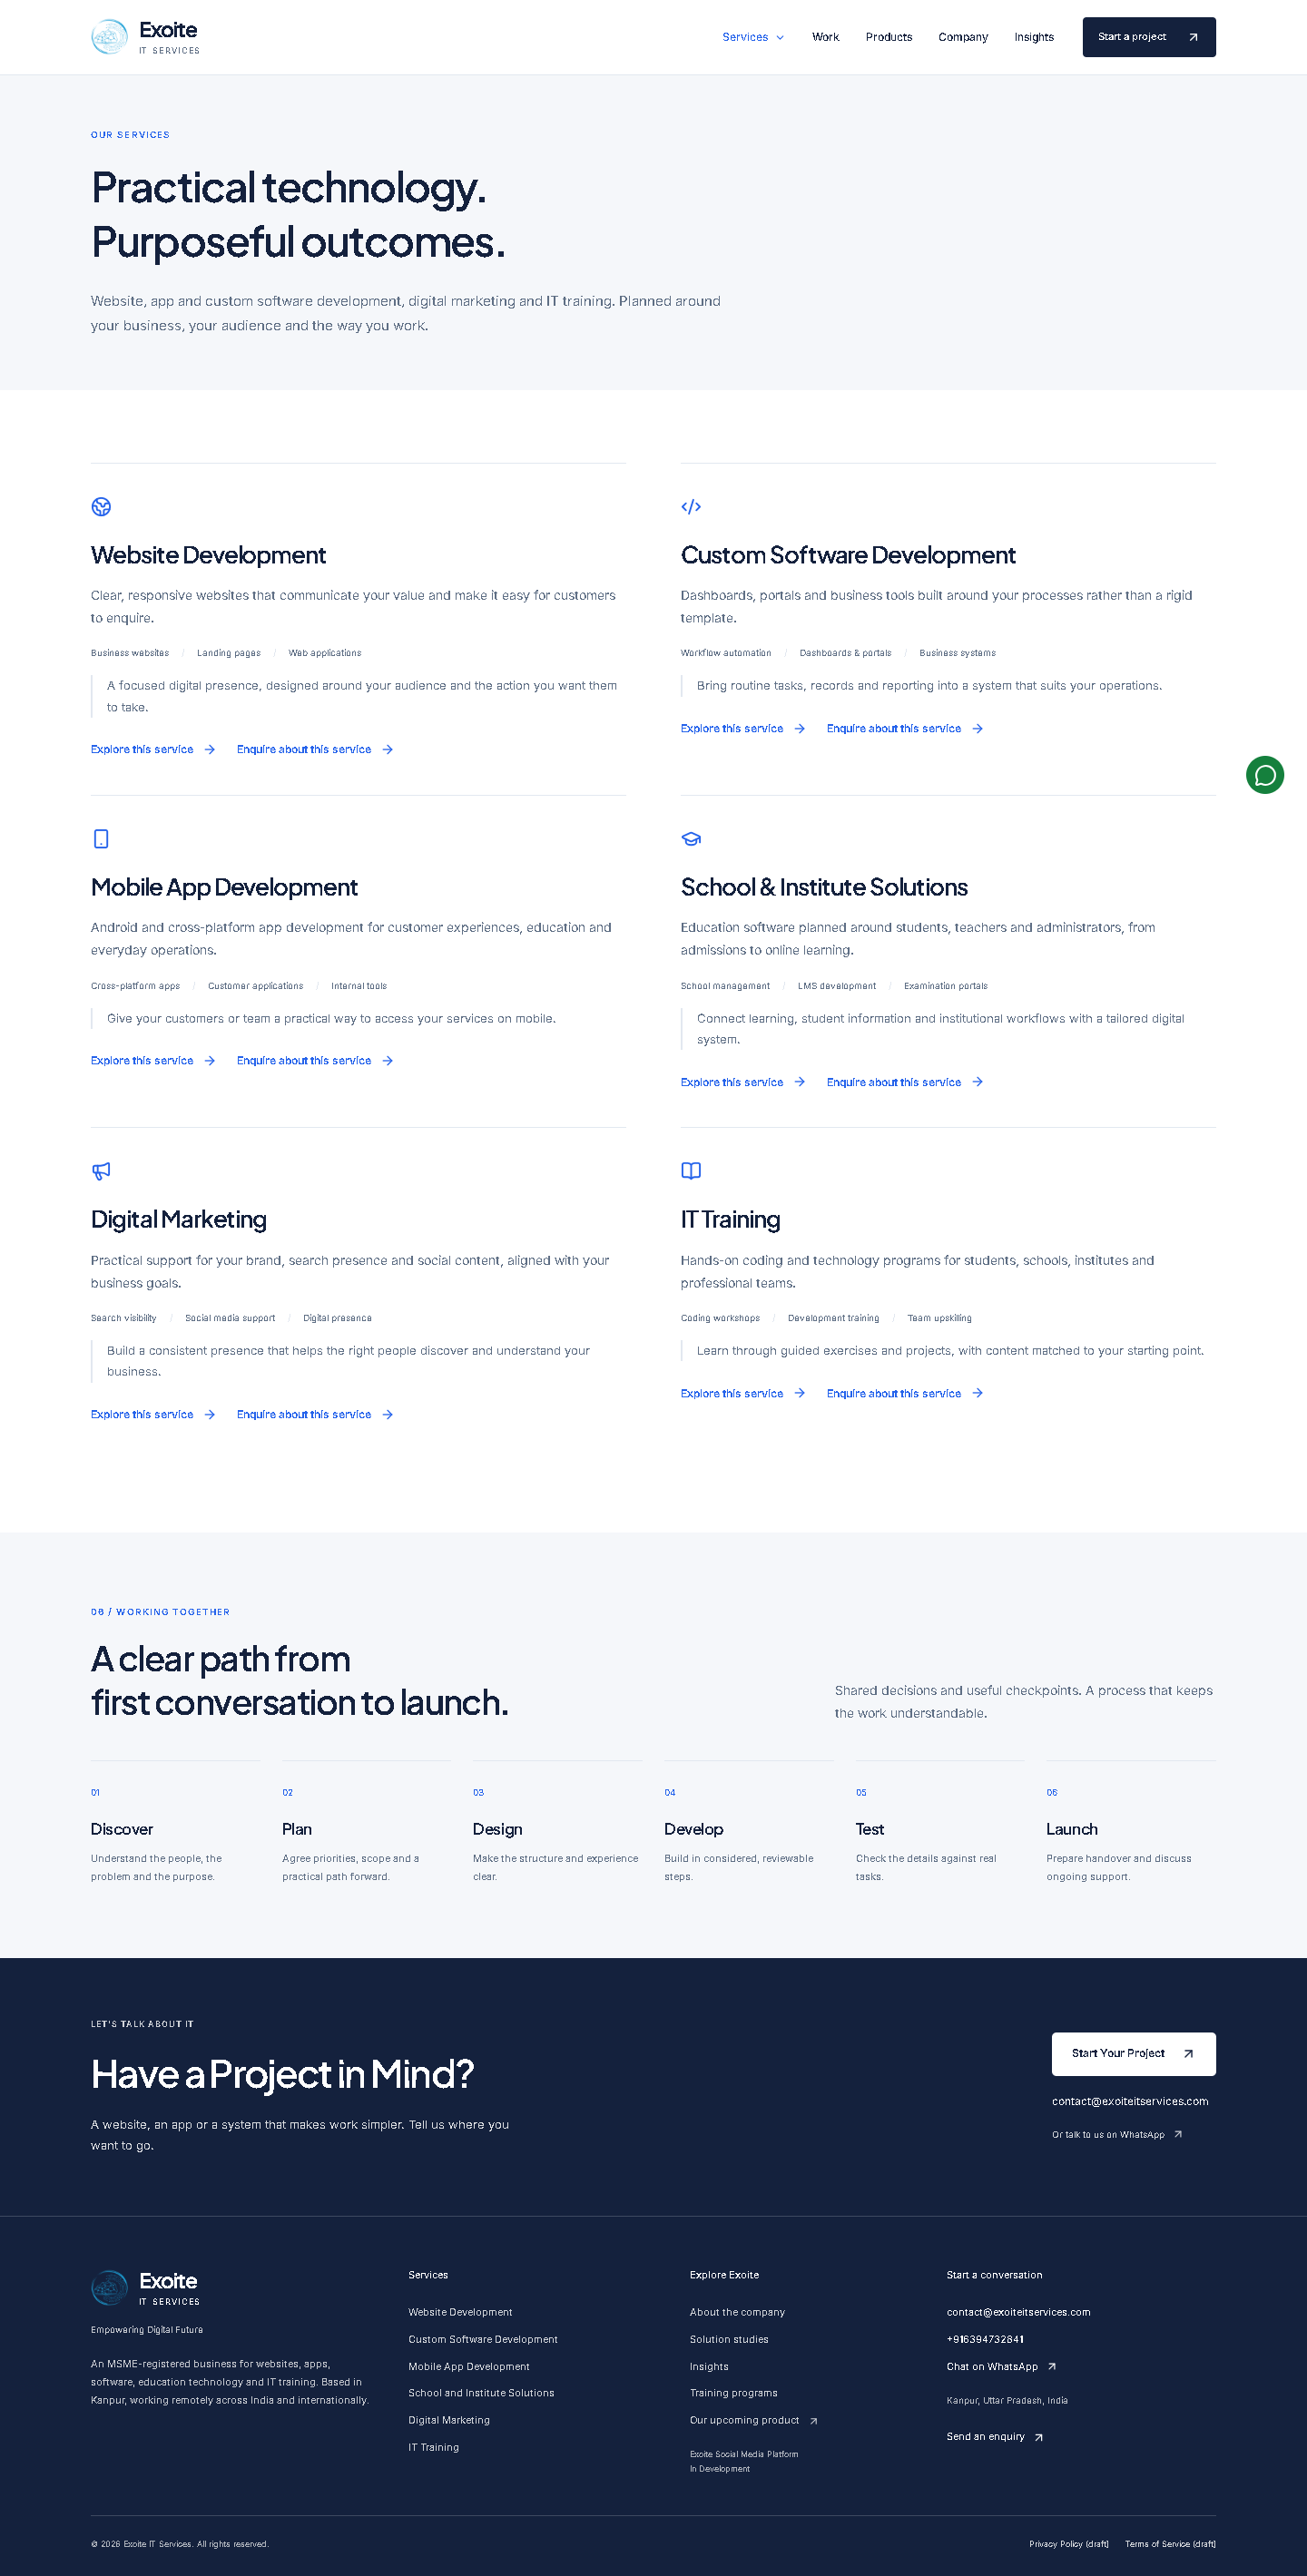 Exoite
IT SERVICES
Services
Work
Products
Company
Insights
Start a project
OUR SERVICES
Practical technology.
Purposeful outcomes.
Website, app and custom software development, digital marketing and IT training. Planned around
your business, your audience and the way you work.
Website Development
Clear, responsive websites that communicate your value and make it easy for customers
to enquire.
Business websites / Landing pages / Web applications
A focused digital presence, designed around your audience and the action you want them
to take.
Explore this service
Enquire about this service
Custom Software Development
Dashboards, portals and business tools built around your processes rather than a rigid
template.
Workflow automation / Dashboards & portals / Business systems
Bring routine tasks, records and reporting into a system that suits your operations.
Explore this service
Enquire about this service
Mobile App Development
Android and cross-platform app development for customer experiences, education and
everyday operations.
Cross-platform apps / Customer applications / Internal tools
Give your customers or team a practical way to access your services on mobile.
Explore this service
Enquire about this service
School & Institute Solutions
Education software planned around students, teachers and administrators, from
admissions to online learning.
School management / LMS development / Examination portals
Connect learning, student information and institutional workflows with a tailored digital
system.
Explore this service
Enquire about this service
Digital Marketing
Practical support for your brand, search presence and social content, aligned with your
business goals.
Search visibility / Social media support / Digital presence
Build a consistent presence that helps the right people discover and understand your
business.
Explore this service
Enquire about this service
IT Training
Hands-on coding and technology programs for students, schools, institutes and
professional teams.
Coding workshops / Development training / Team upskilling
Learn through guided exercises and projects, with content matched to your starting point.
Explore this service
Enquire about this service
06 / WORKING TOGETHER
A clear path from
first conversation to launch.
Shared decisions and useful checkpoints. A process that keeps
the work understandable.
01
Discover
Understand the people, the
problem and the purpose.
02
Plan
Agree priorities, scope and a
practical path forward.
03
Design
Make the structure and experience
clear.
04
Develop
Build in considered, reviewable
steps.
05
Test
Check the details against real
tasks.
06
Launch
Prepare handover and discuss
ongoing support.
LET'S TALK ABOUT IT
Have a Project in Mind?
A website, an app or a system that makes work simpler. Tell us where you
want to go.
Start Your Project
contact@exoiteitservices.com
Or talk to us on WhatsApp
Exoite
IT SERVICES
Empowering Digital Future
An MSME-registered business for websites, apps,
software, education technology and IT training. Based in
Kanpur, working remotely across India and internationally.
Services
Website Development
Custom Software Development
Mobile App Development
School and Institute Solutions
Digital Marketing
IT Training
Explore Exoite
About the company
Solution studies
Insights
Training programs
Our upcoming product
Exoite Social Media Platform
In Development
Start a conversation
contact@exoiteitservices.com
+916394732841
Chat on WhatsApp
Kanpur, Uttar Pradesh, India
Send an enquiry
© 2026 Exoite IT Services. All rights reserved.
Privacy Policy (draft)
Terms of Service (draft)